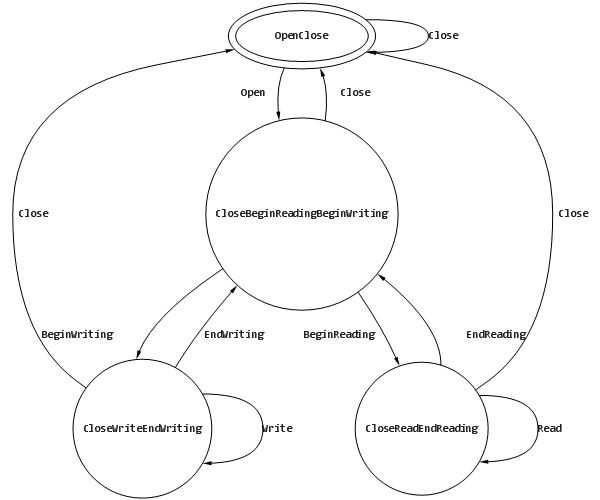 OpenClose
Close
Open
Close
Close
CloseBeginReadingBeginWriting
Close
BeginWriting
EndWriting
BeginReading
EndReading
CloseWriteEndWriting
Write
CloseReadEndReading
Read